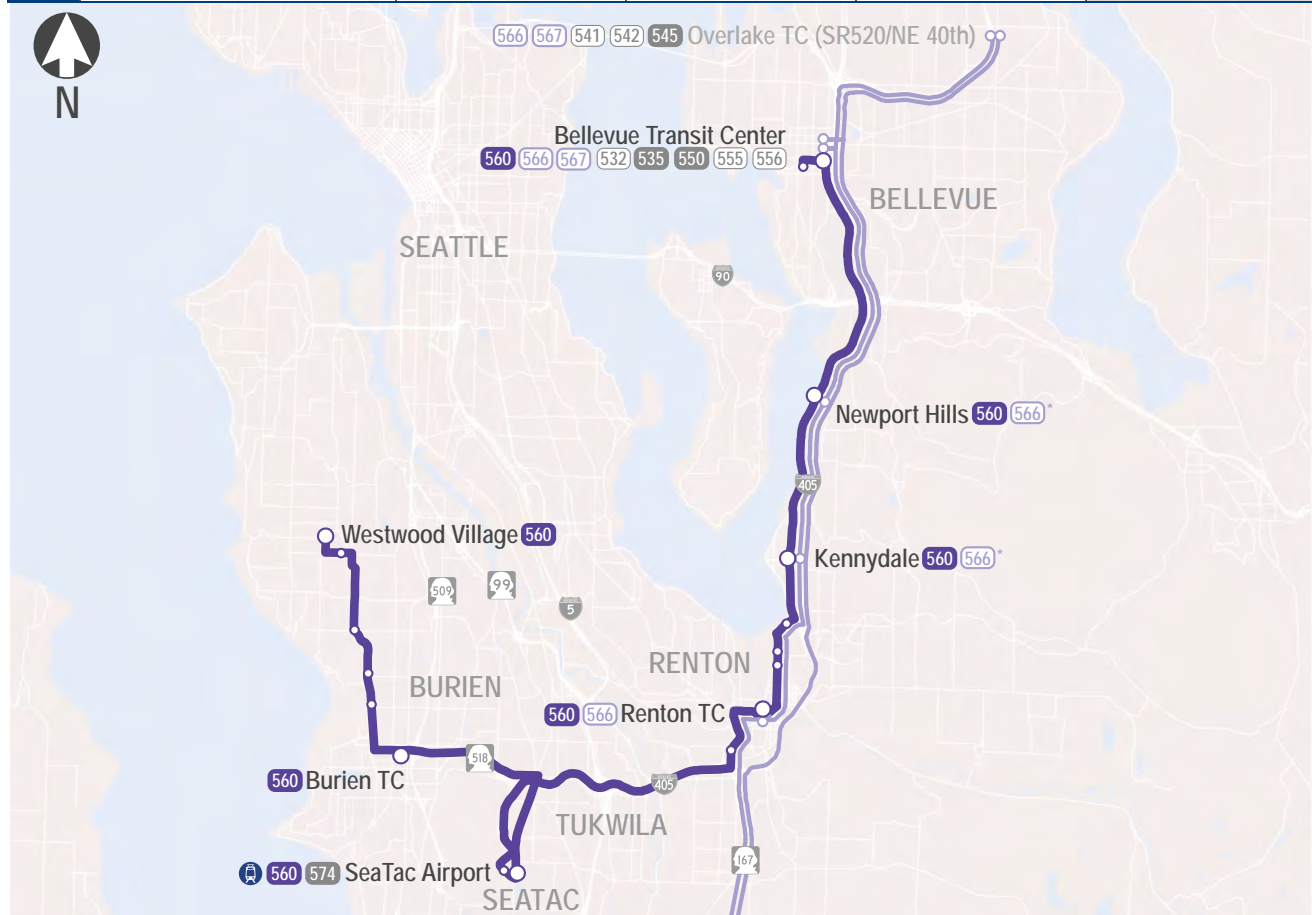 N
566 567 541 542 545 Overlake TC (SR520/NE 40th)
Bellevue Transit Center
560 566 567 532 535 550 555 556
BELLEVUE
SEATTLE
90
Newport Hills 560 566*
405
Westwood Village 560
Kennydale 560 566*
509
99
5
RENTON
BURIEN
560 566 Renton TC
518
560 Burien TC
405
TUKWILA
167
560 574 SeaTac Airport
SEATAC